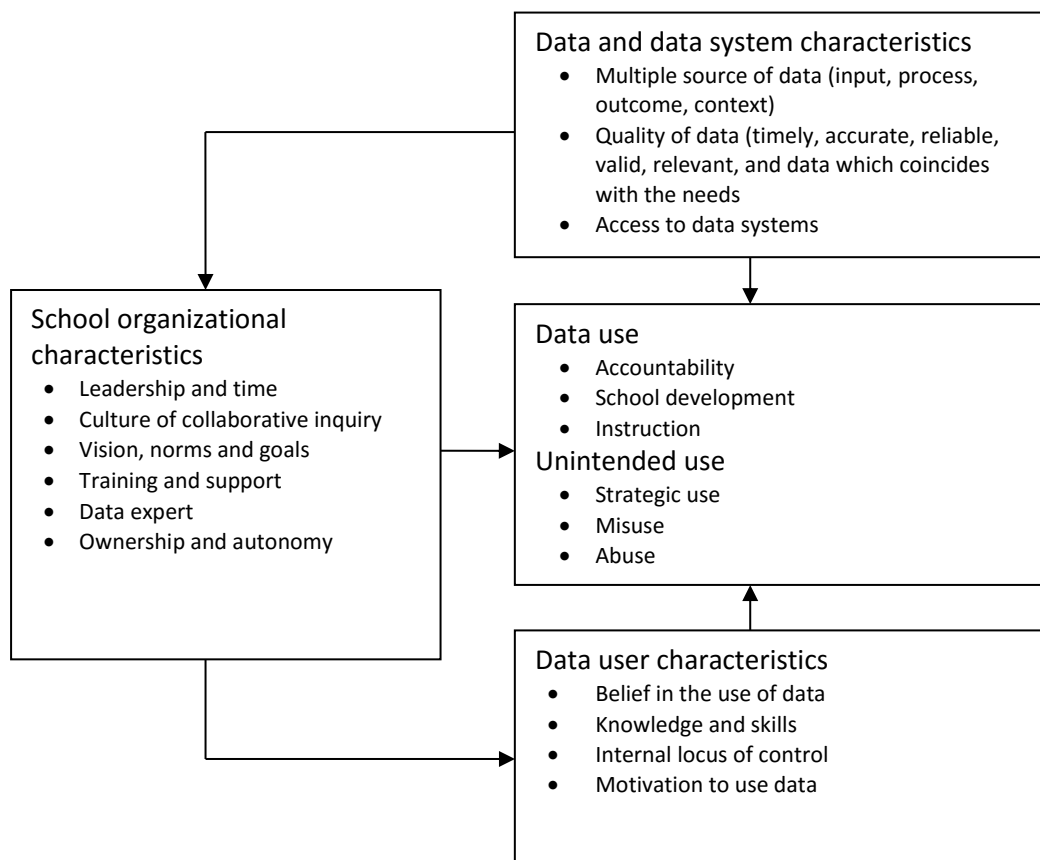 Data and data system characteristics
• Multiple source of data (input, process,
outcome, context)
• Quality of data (timely, accurate, reliable,
valid, relevant, and data which coincides
with the needs
• Access to data systems
School organizational
characteristics
• Leadership and time
• Culture of collaborative inquiry
• Vision, norms and goals
• Training and support
• Data expert
• Ownership and autonomy
Data use
• Accountability
• School development
• Instruction
Unintended use
• Strategic use
• Misuse
• Abuse
Data user characteristics
• Belief in the use of data
• Knowledge and skills
• Internal locus of control
• Motivation to use data